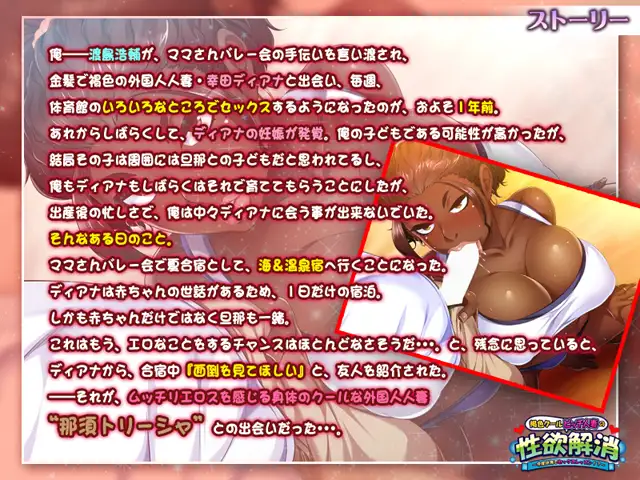 ストーリー
俺――渡嶌浩輔が、ママさんバレー会の手伝いを言い渡され、
金髪で褐色の外国人人妻・幸田ディアナと出会い、毎週、
体育館のいろいろなところでセックスするようになったのが、およそ1年前。
あれからしばらくして、ディアナの妊娠が発覚。俺の子どもである可能性が高かったが、
結局その子は周囲には旦那との子どもだと思われてるし、
俺もディアナもしばらくはそれで育ててもらうことにしたが、
出産後の忙しさで、俺は中々ディアナに会う事が出来ないでいた。
そんなある日のこと。
ママさんバレー会で夏合宿として、海&温泉宿へ行くことになった。
ディアナは赤ちゃんの世話があるため、1日だけの宿泊。
しかも赤ちゃんだけではなく旦那も一緒。
これはもう、エロなことをするチャンスはほとんどなさそうだ・・・。と、残念に思っていると、
ディアナから、合宿中『面倒を見てほしい』と、友人を紹介された。
――それが、ムッチリエロスを感じる身体のクールな外国人人妻
“那須トリーシャ” との出会いだった・・・。
褐色クール
性欲解消